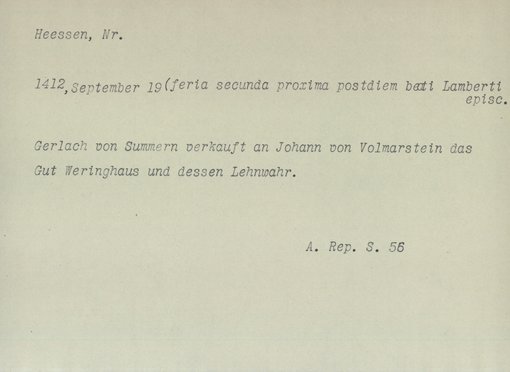 Heessen, Nr.
1412, September 19 (feria secunda proxima postdiem bati Lamberti
episc.
Gerlach von Summern verkauft an Johann von Volmarstein das
Gut Weringhaus und dessen Lehnwahr.
A. Rep. S. 56